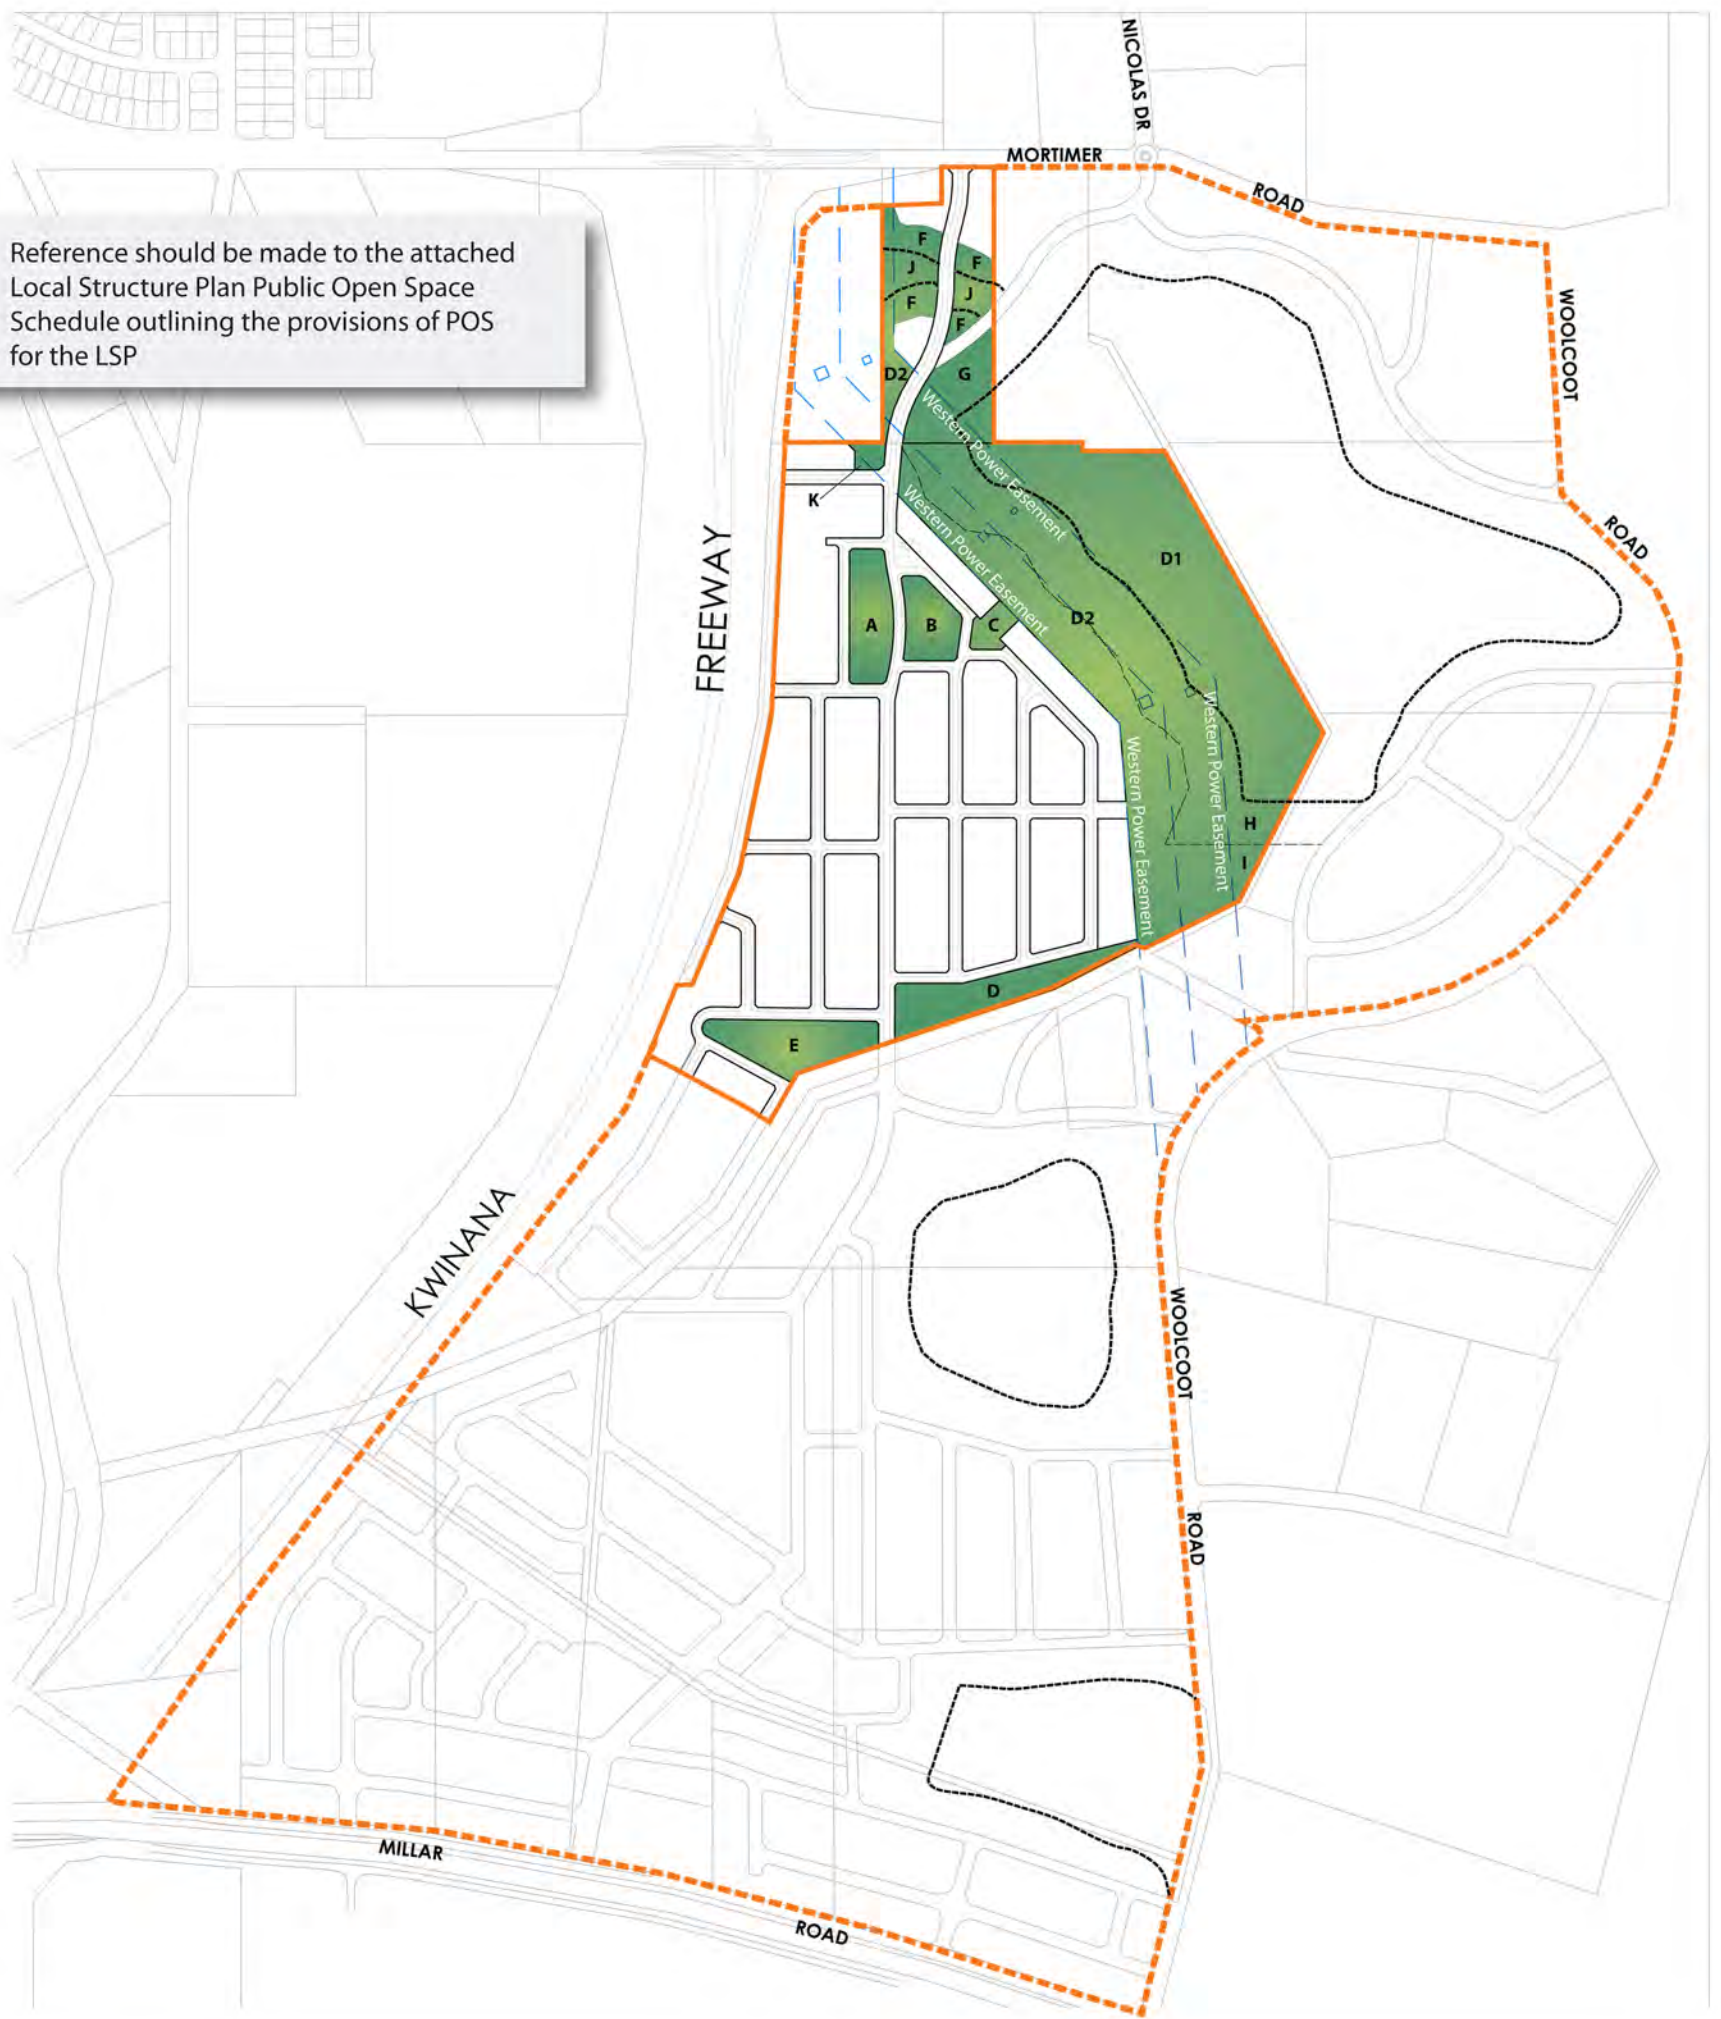 NICOLAS DR
MORTIMER
ROAD
Reference should be made to the attached
Local Structure Plan Public Open Space
Schedule outlining the provisions of POS
for the LSP
F
F
J
J
F
F
WOOLCOOT
D2
G
Western Power Easement
K
Western Power Easement
ROAD
FREEWAY
D1
A
B
C
D2
Western Power Easement
Western Power Easement
H
I
D
E
KWINANA
WOOLCOOT
ROAD
MILLAR
ROAD